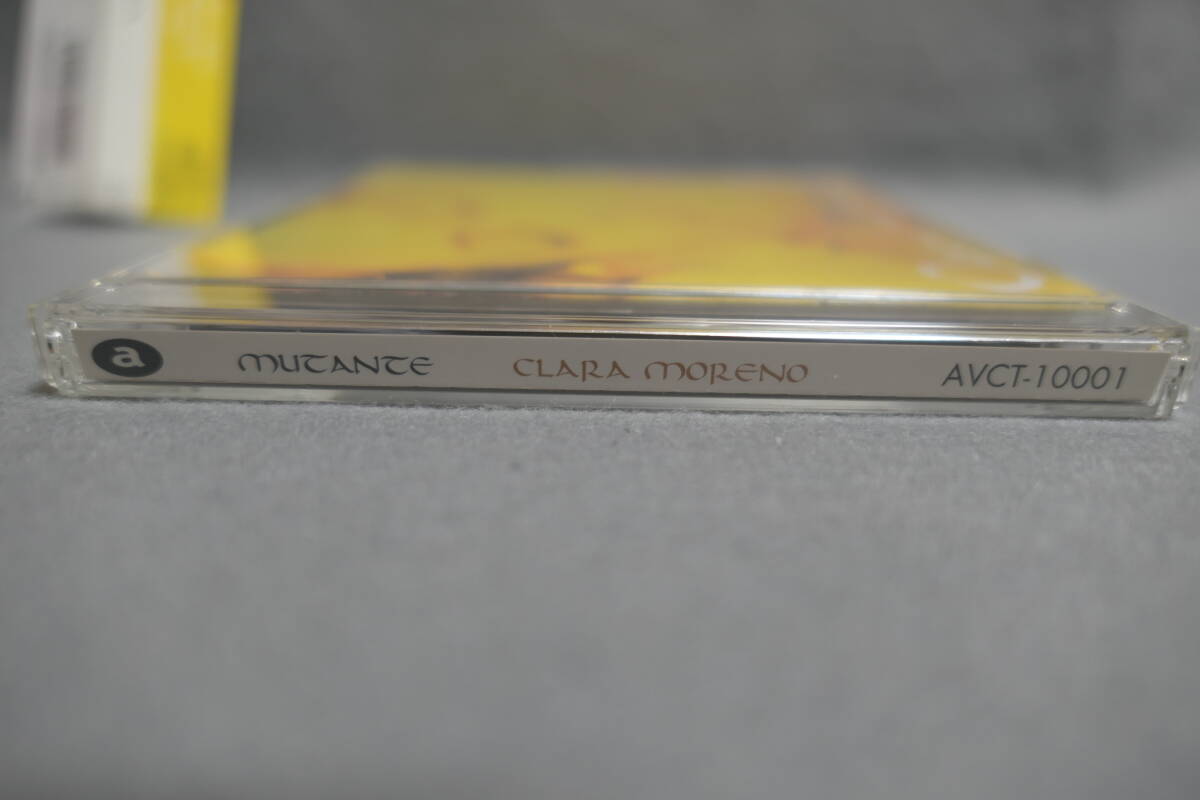 a MUTANTE CLARA MORENO AVCT-10001